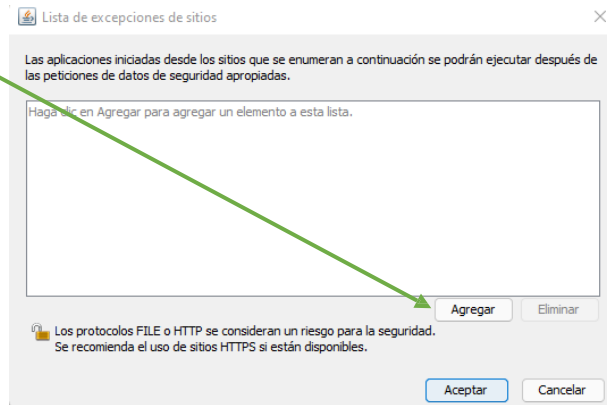 Lista de excepciones de sitios
Las aplicaciones iniciadas desde los sitios que se enumeran a continuación se podrán ejecutar después de
las peticiones de datos de seguridad apropiadas.
Haga clic en Agregar para agregar un elemento a esta lista.
Agregar Eliminar
Los protocolos FILE o HTTP se consideran un riesgo para la seguridad.
Se recomienda el uso de sitios HTTPS si están disponibles.
Aceptar Cancelar